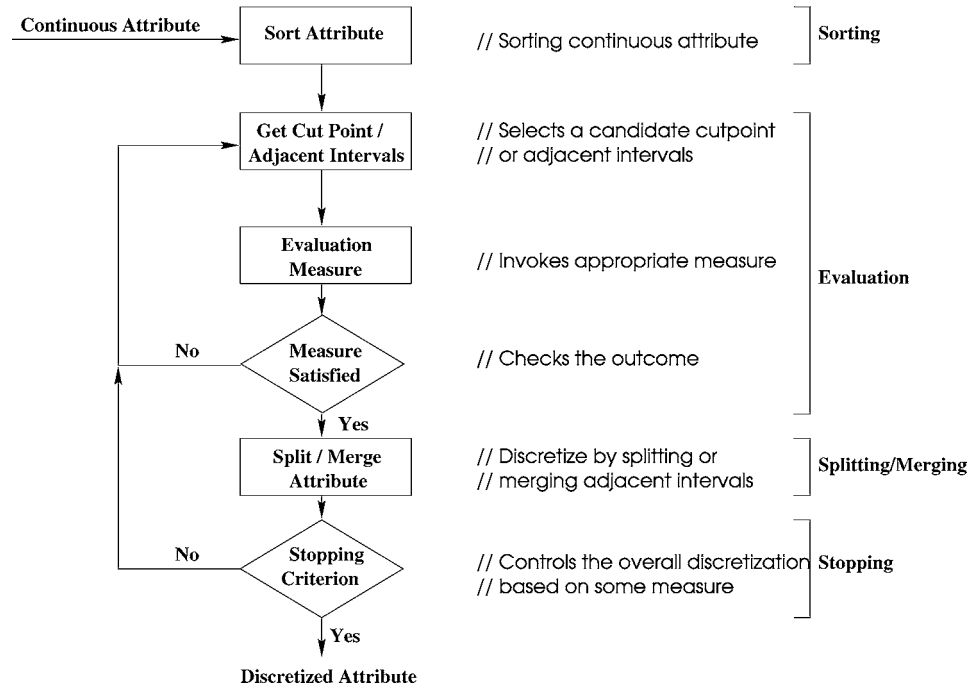 Continuous Attribute
Sort Attribute
// Sorting continuous attribute
Sorting
Get Cut Point /
Adjacent Intervals
// Selects a candidate cutpoint
// or adjacent intervals
Evaluation
Measure
// Invokes appropriate measure
Evaluation
No
Measure
Satisfied
// Checks the outcome
Yes
Split / Merge
Attribute
// Discretize by splitting or
// merging adjacent intervals
Splitting/Merging
No
Stopping
Criterion
// Controls the overall discretization
// based on some measure
Stopping
Yes
Discretized Attribute